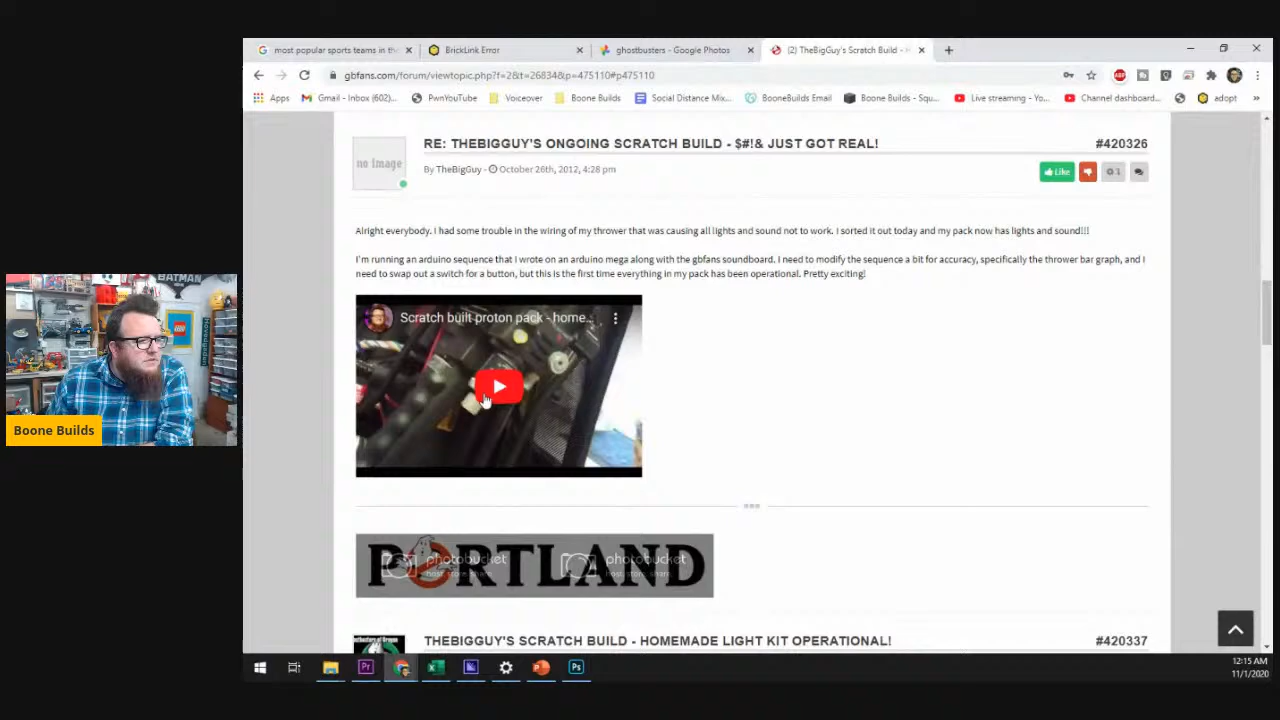 most popular sports teams in th
BrickLink Error
ghostbusters - Google Photos
(2) TheBigGuy's Scratch Build -
gbfans.com/forum/viewtopic.php?f=2&t=26834&p=475110#p475110
Apps
Gmail - Inbox (602)...
PwnYouTube
Voiceover
Boone Builds
Social Distance Mix...
BooneBuilds Email
Boone Builds - Squ...
Live streaming - Yo...
Channel dashboard...
adopt
no image
RE: THEBIGGUY'S ONGOING SCRATCH BUILD - $#!& JUST GOT REAL!
#420326
By TheBigGuy - October 26th, 2012, 4:28 pm
Like
Alright everybody. I had some trouble in the wiring of my thrower that was causing all lights and sound not to work. I sorted it out today and my pack now has lights and sound!!!
I'm running an arduino sequence that I wrote on an arduino mega along with the gbfans soundboard. I need to modify the sequence a bit for accuracy, specifically the thrower bar graph, and I
need to swap out a switch for a button, but this is the first time everything in my pack has been operational. Pretty exciting!
Scratch built proton pack - home...
BATMAN
LEGO
Boone Builds
PORTLAND
photobucket
host. store. share.
photobucket
host. store. share.
THEBIGGUY'S SCRATCH BUILD - HOMEMADE LIGHT KIT OPERATIONAL!
#420337
Pr
Ps
12:15 AM
11/1/2020